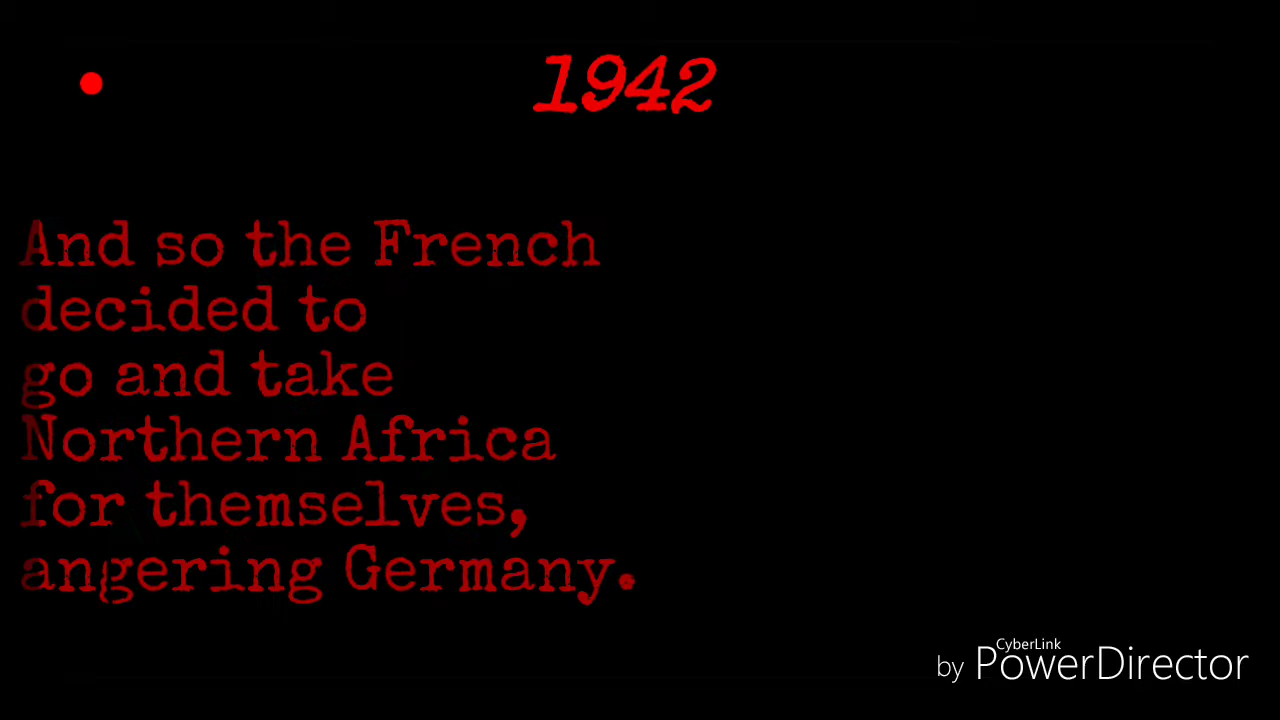 • 1942
And so the French
decided to
go and take
Northern Africa
for themselves,
angering Germany.
CyberLink
by PowerDirector